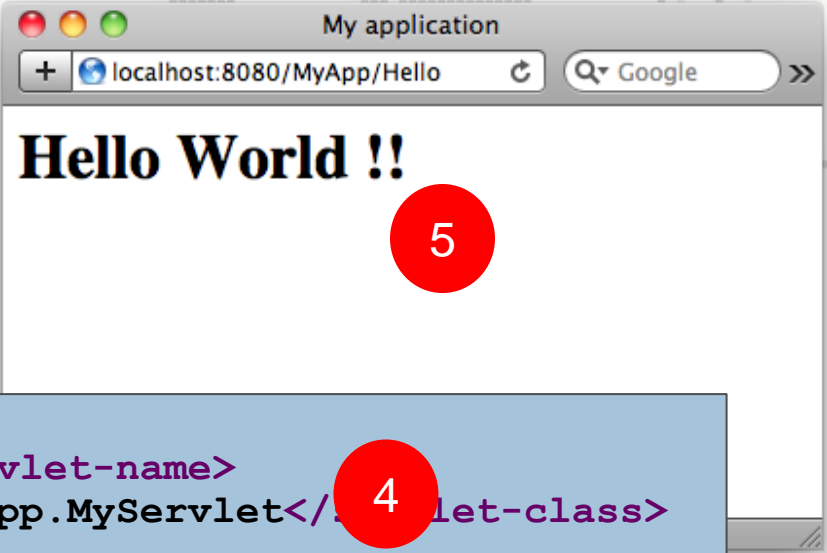 My application
+ localhost:8080/MyApp/Hello Google »
Hello World !!
5
vlet-name>
pp.MyServlet</ let-class>
4